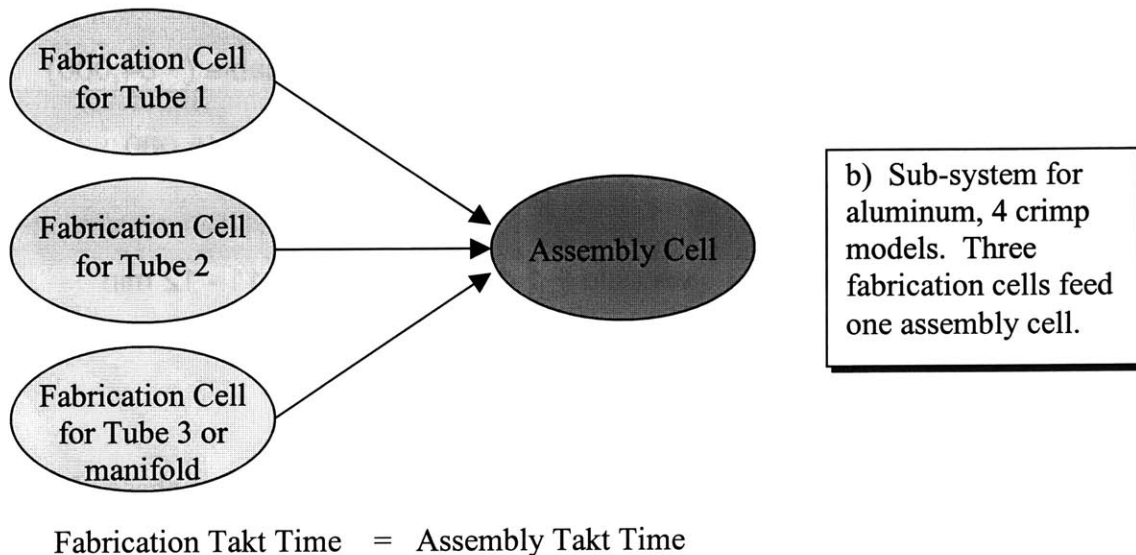 Fabrication Cell
for Tube 1
Fabrication Cell
for Tube 2
Fabrication Cell
for Tube 3 or
manifold
Assembly Cell
b) Sub-system for
aluminum, 4 crimp
models. Three
fabrication cells feed
one assembly cell.
Fabrication Takt Time = Assembly Takt Time